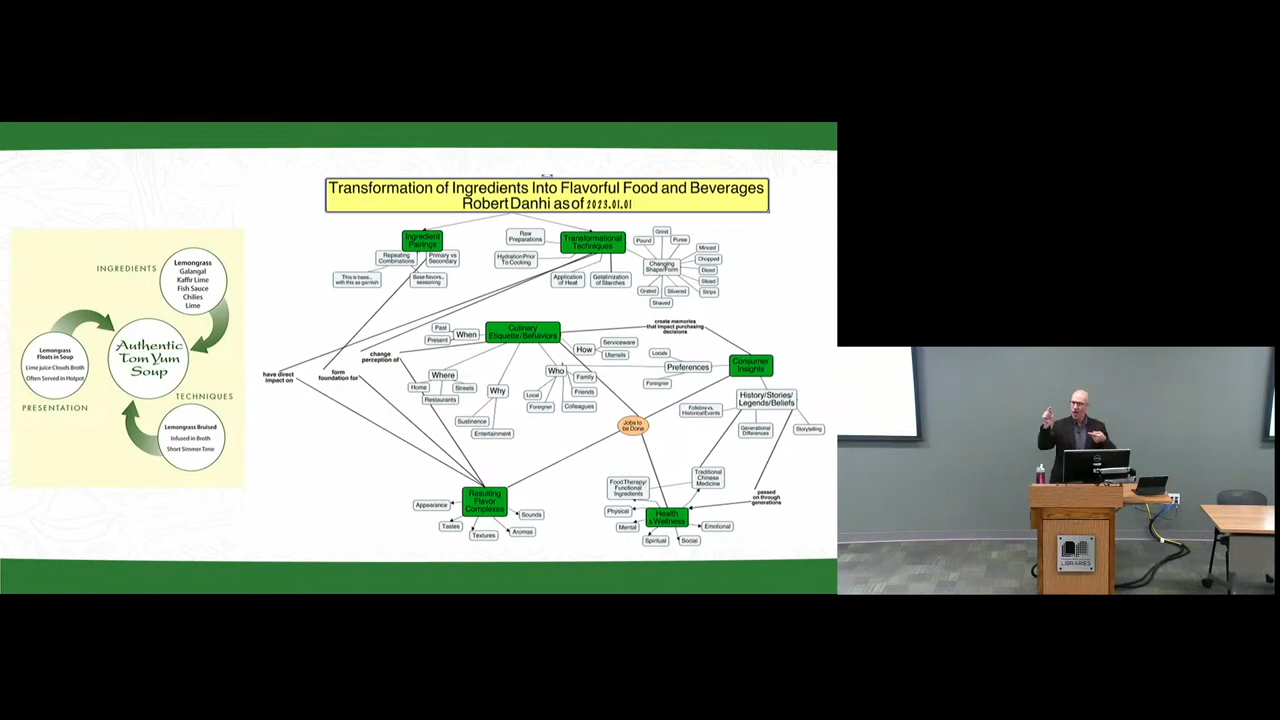 Transformation of Ingredients Into Flavorful Food and Beverages
Robert Danhi as of 2023.01.01
INGREDIENTS
Lemongrass
Galangal
Kaffir Lime
Fish Sauce
Chilies
Lime
Authentic
Tom Yum
Soup
Lemongrass
Floats in Soup
Lime juice Clouds Broth
Often Served in Hotpot
PRESENTATION
TECHNIQUES
Lemongrass Bruised
Infused in Broth
Short Simmer Time
Ingredient
Pairings
Repeating
Combinations
Primary vs
Secondary
This is base...
with this as garnish
Base flavors...
seasoning
Raw
Preparations
Transformational
Techniques
Hydration Prior
To Cooking
Application
of Heat
Gelatinization
of Starches
Changing
Shape/Form
Grind
Pound
Puree
Minced
Chopped
Diced
Sliced
Strips
Slivered
Grated
Shaved
Culinary
Etiquette/Behaviors
When
Past
Present
Where
Home
Streets
Restaurants
Why
Sustinence
Entertainment
Who
Family
Friends
Local
Foreigner
Colleagues
How
Serviceware
Utensils
create memories
that impact purchasing
decisions
Consumer
Insights
Preferences
Locals
Foreigner
History/Stories/
Legends/Beliefs
Folklore vs.
Historical Events
Generational
Differences
Storytelling
change
perception of
have direct
impact on
form
foundation for
Jobs to
be Done
Resulting
Flavor
Complexes
Appearance
Tastes
Textures
Aromas
Sounds
Food Therapy/
Functional
Ingredients
Traditional
Chinese
Medicine
passed
on through
generations
Health
& Wellness
Physical
Mental
Spiritual
Social
Emotional
DELL
LIBRARIES